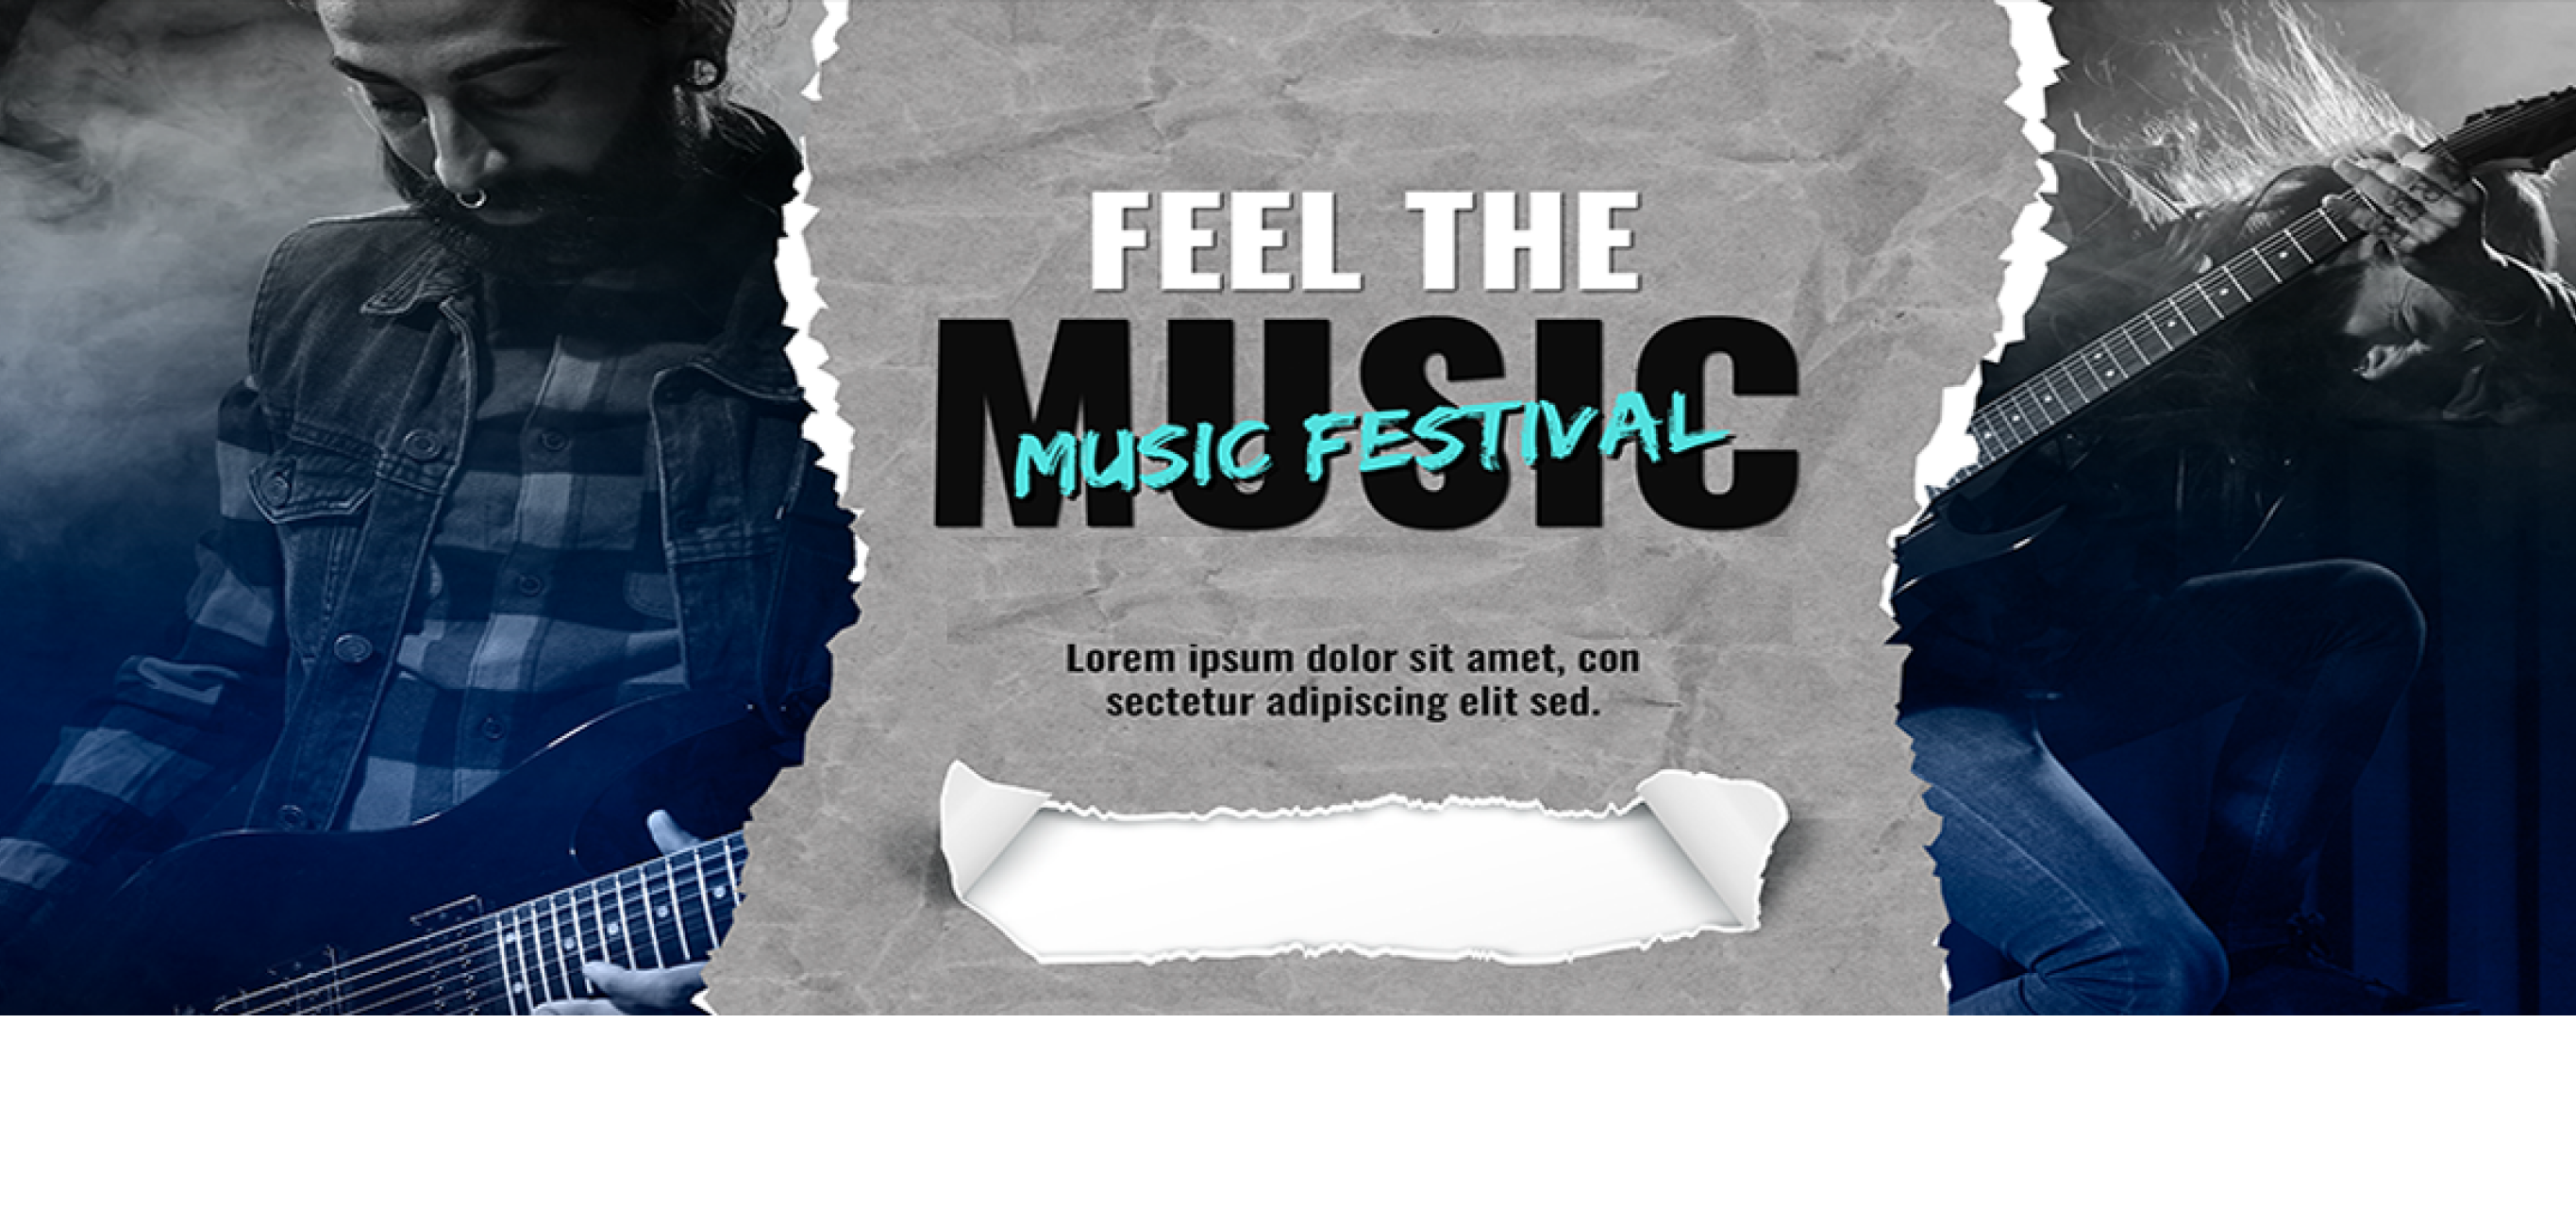 FEEL THE
MUSIC
MUSIC FESTIVAL
Lorem ipsum dolor sit amet, con
sectetur adipiscing elit sed.